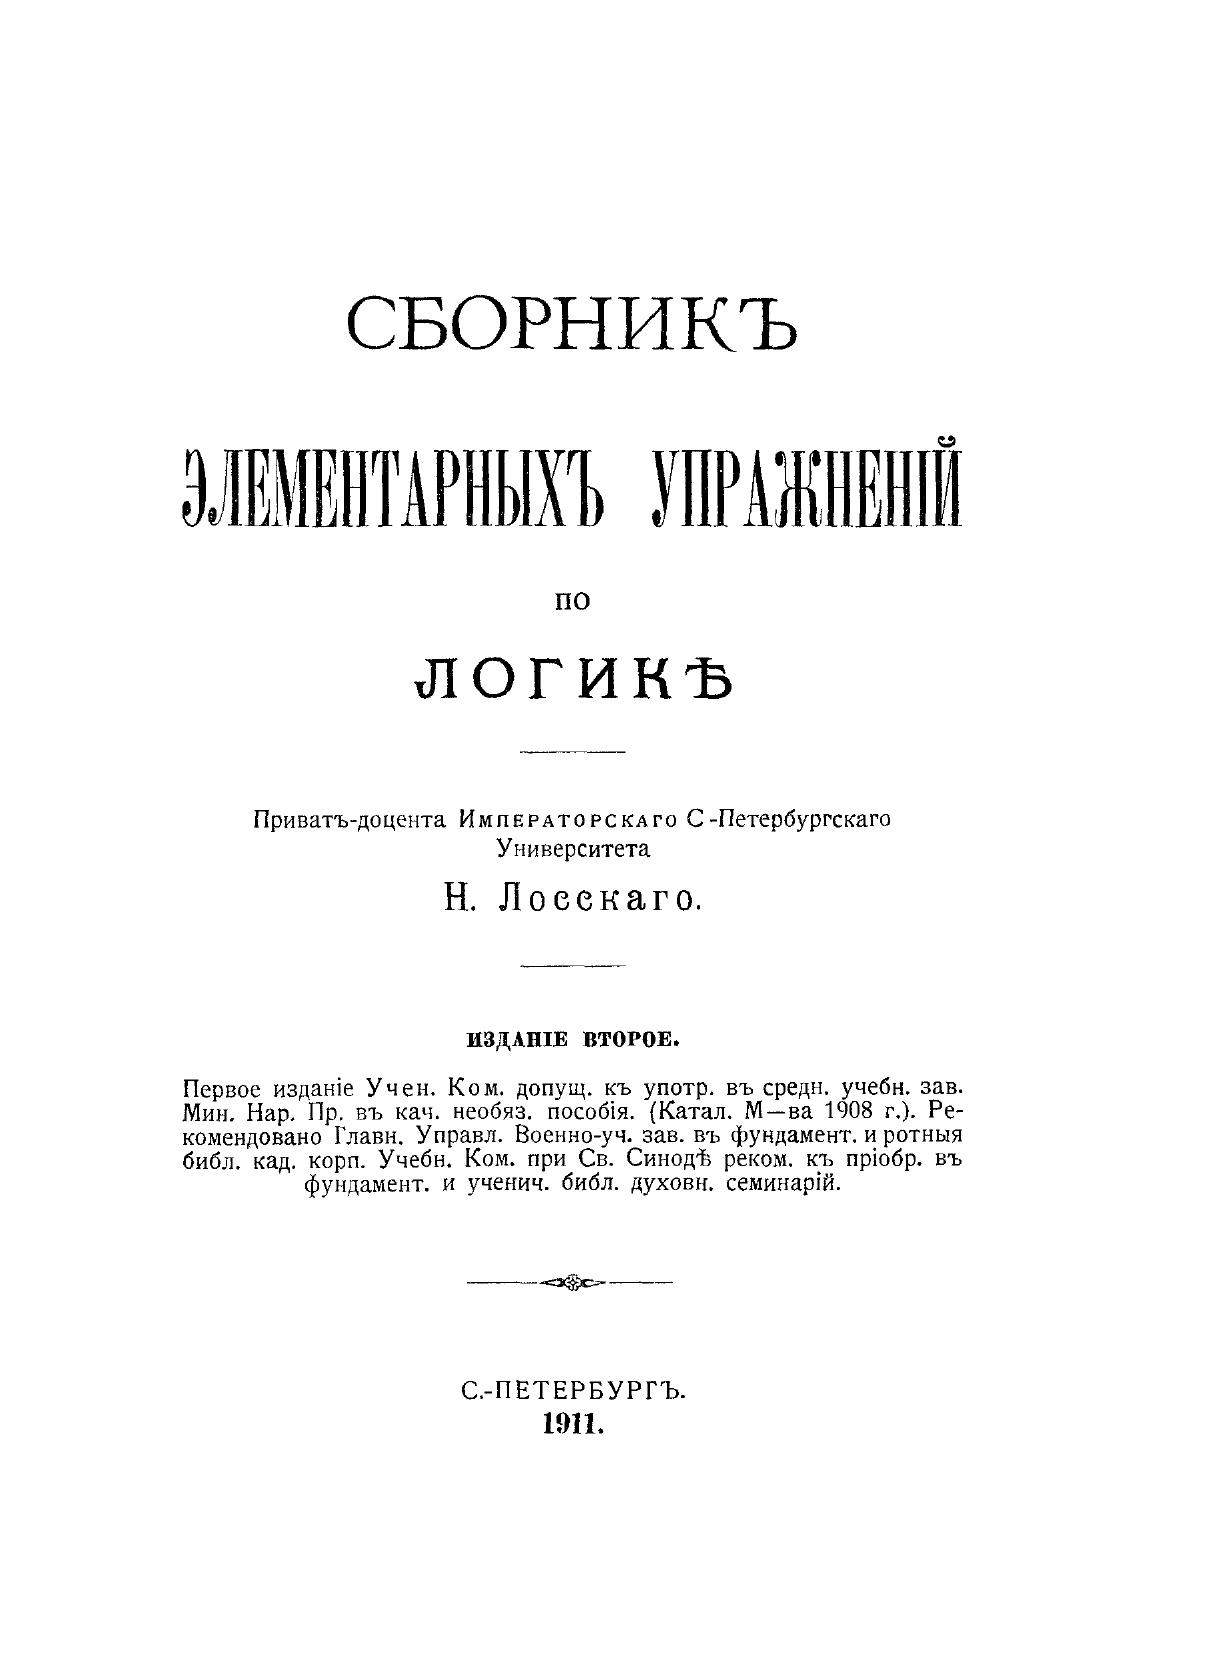 СБОРНИКЪ
ЭЛЕМЕНТАРНЫХЪ УПРАЖНЕНІЙ
ПО
ЛОГИКѢ
Приватъ-доцента Императорскаго С-Петербургскаго
Университета
Н. Лосскаго.
ИЗДАНІЕ ВТОРОЕ.
Первое изданіе Учен. Ком. допущ. къ употр. въ средн. учебн. зав.
Мин. Нар. Пр. въ кач. необяз. пособія. (Катал. М—ва 1908 г.). Ре-
комендовано Главн. Управл. Военно-уч. зав. въ фундамент. и ротныя
библ. кад. корп. Учебн. Ком. при Св. Синодѣ реком. къ пріобр. въ
фундамент. и ученич. библ. духовн. семинарій.
С.-ПЕТЕРБУРГЪ.
1911.